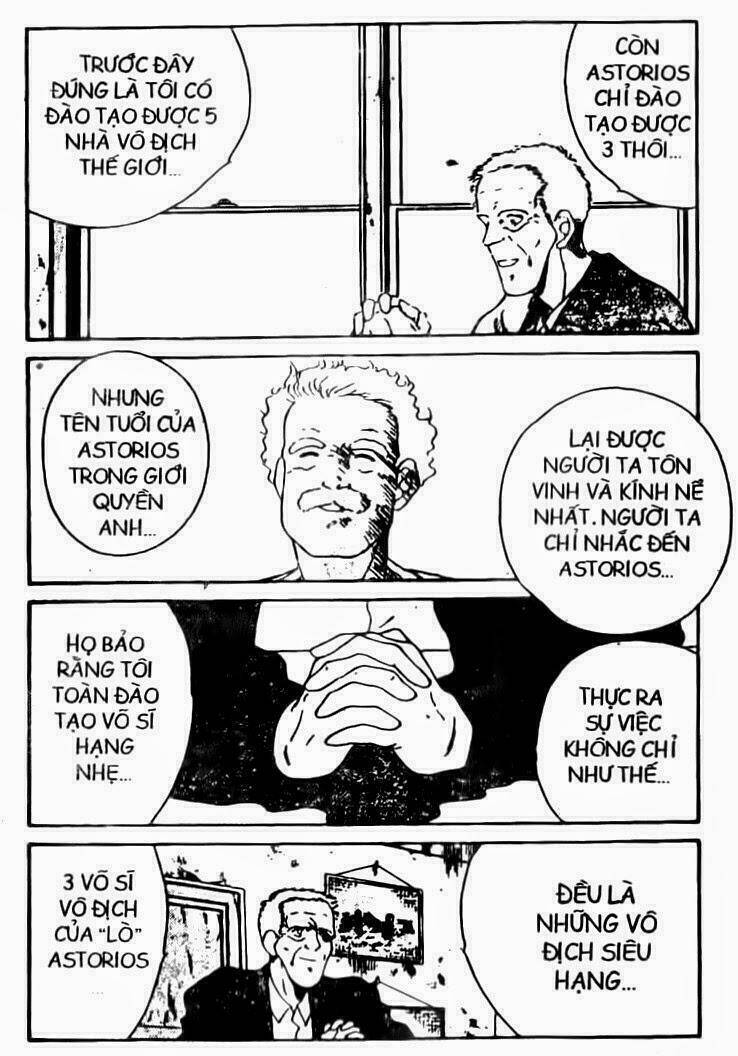 TRƯỚC ĐÂY
ĐÚNG LÀ TÔI CÓ
ĐÀO TẠO ĐƯỢC 5
NHÀ VÔ ĐỊCH
THẾ GIỚI...
CÒN
ASTORIOS
CHỈ ĐÀO
TẠO ĐƯỢC
3 THÔI...
NHƯNG
TÊN TUỔI CỦA
ASTORIOS
TRONG GIỚI
QUYỀN
ANH...
LẠI ĐƯỢC
NGƯỜI TA TÔN
VINH VÀ KÍNH NỂ
NHẤT. NGƯỜI TA
CHỈ NHẮC ĐẾN
ASTORIOS...
HỌ BẢO
RẰNG TÔI
TOÀN ĐÀO
TẠO VÕ SĨ
HẠNG
NHẸ...
THỰC RA
SỰ VIỆC
KHÔNG CHỈ
NHƯ THẾ...
3 VÕ SĨ
VÔ ĐỊCH
CỦA “LÒ”
ASTORIOS
ĐỀU LÀ
NHỮNG VÔ
ĐỊCH SIÊU
HẠNG...